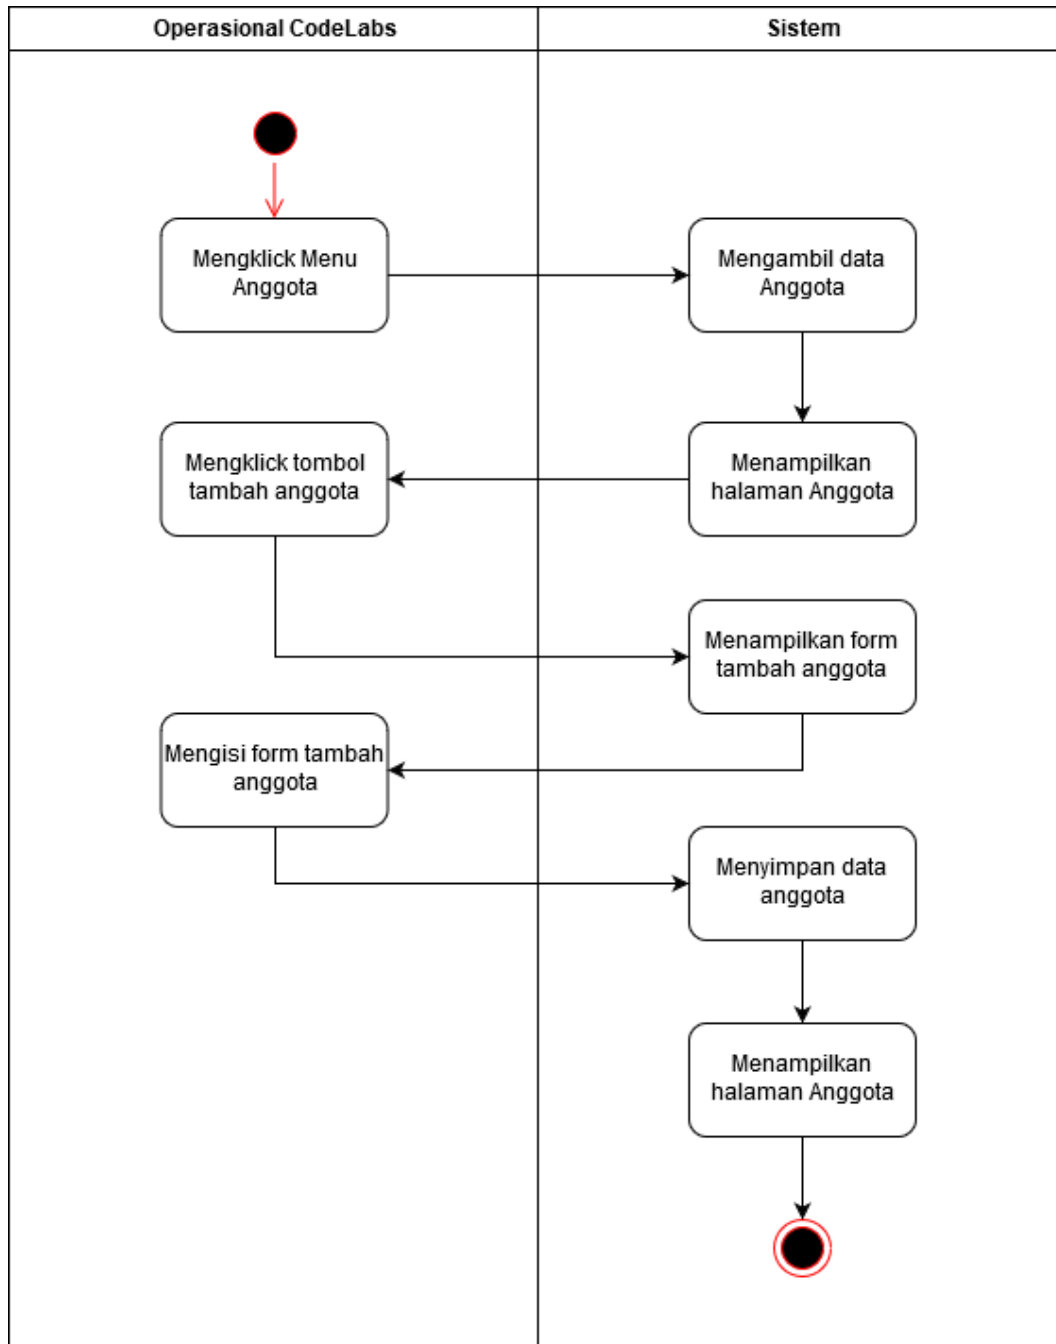 Operasional CodeLabs
Sistem
Mengklick Menu
Anggota
Mengambil data
Anggota
Mengklick tombol
tambah anggota
Menampilkan
halaman Anggota
Menampilkan form
tambah anggota
Mengisi form tambah
anggota
Menyimpan data
anggota
Menampilkan
halaman Anggota